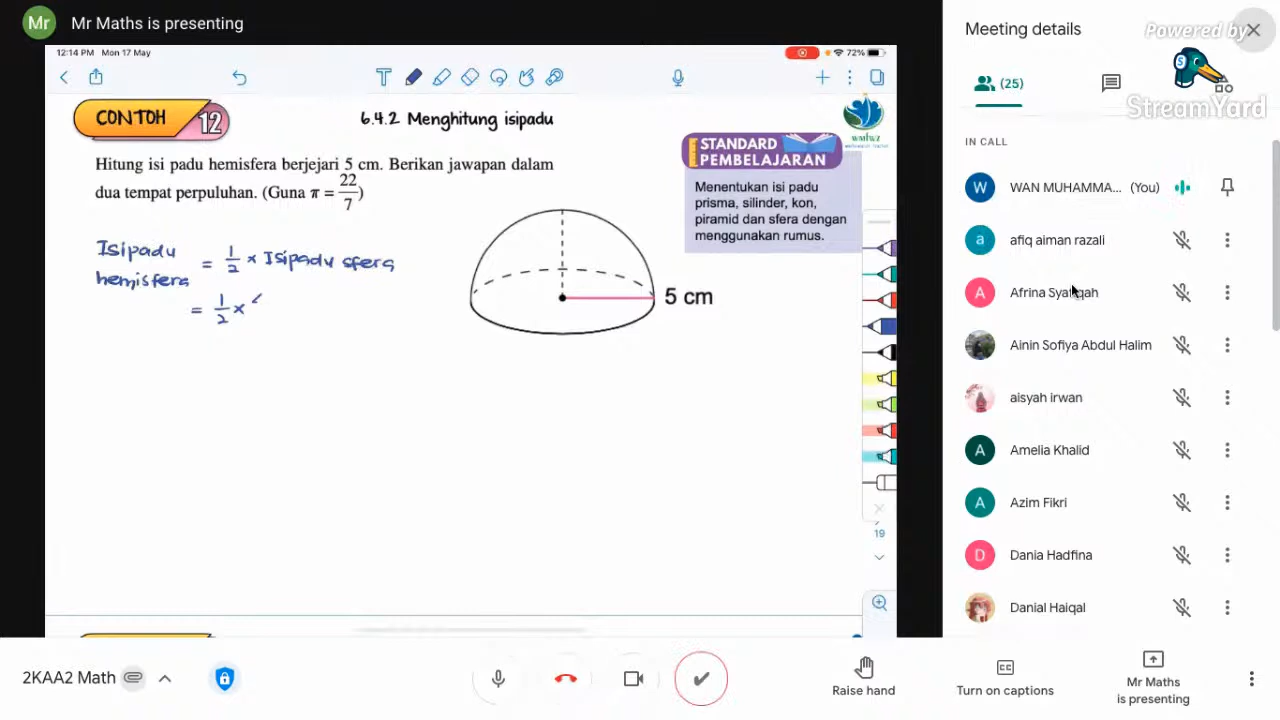 Mr Mr Maths is presenting
12:14 PM Mon 17 May
72%
T
CONTOH 12
6.4.2 Menghitung isipadu
Hitung isi padu hemisfera berjejari 5 cm. Berikan jawapan dalam
dua tempat perpuluhan. (Guna π = 22/7)
STANDARD
PEMBELAJARAN
Menentukan isi padu
prisma, silinder, kon,
piramid dan sfera dengan
menggunakan rumus.
Isipadu
hemisfera = 1/2 × Isipadu sfera
= 1/2 ×
5 cm
19
Meeting details
Powered by
StreamYard
(25)
IN CALL
W WAN MUHAMMA... (You)
a afiq aiman razali
A Afrina Syafiqah
Ainin Sofiya Abdul Halim
aisyah irwan
A Amelia Khalid
A Azim Fikri
D Dania Hadfina
Danial Haiqal
2KAA2 Math
Raise hand
Turn on captions
Mr Maths
is presenting